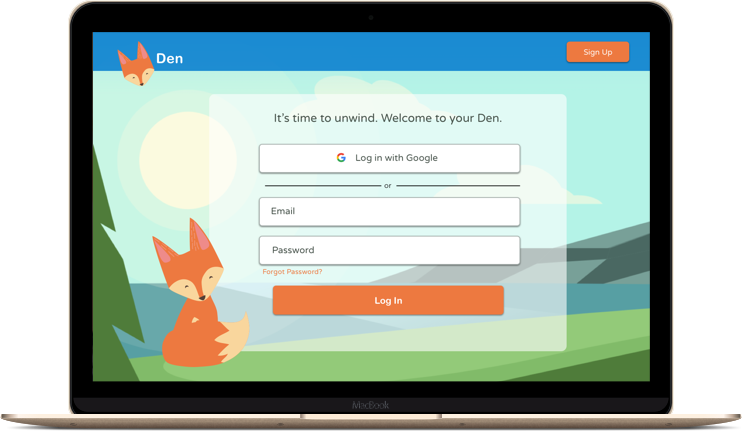 Den
Sign Up
It's time to unwind. Welcome to your Den.
Log in with Google
or
Email
Password
Forgot Password?
Log In
MacBook